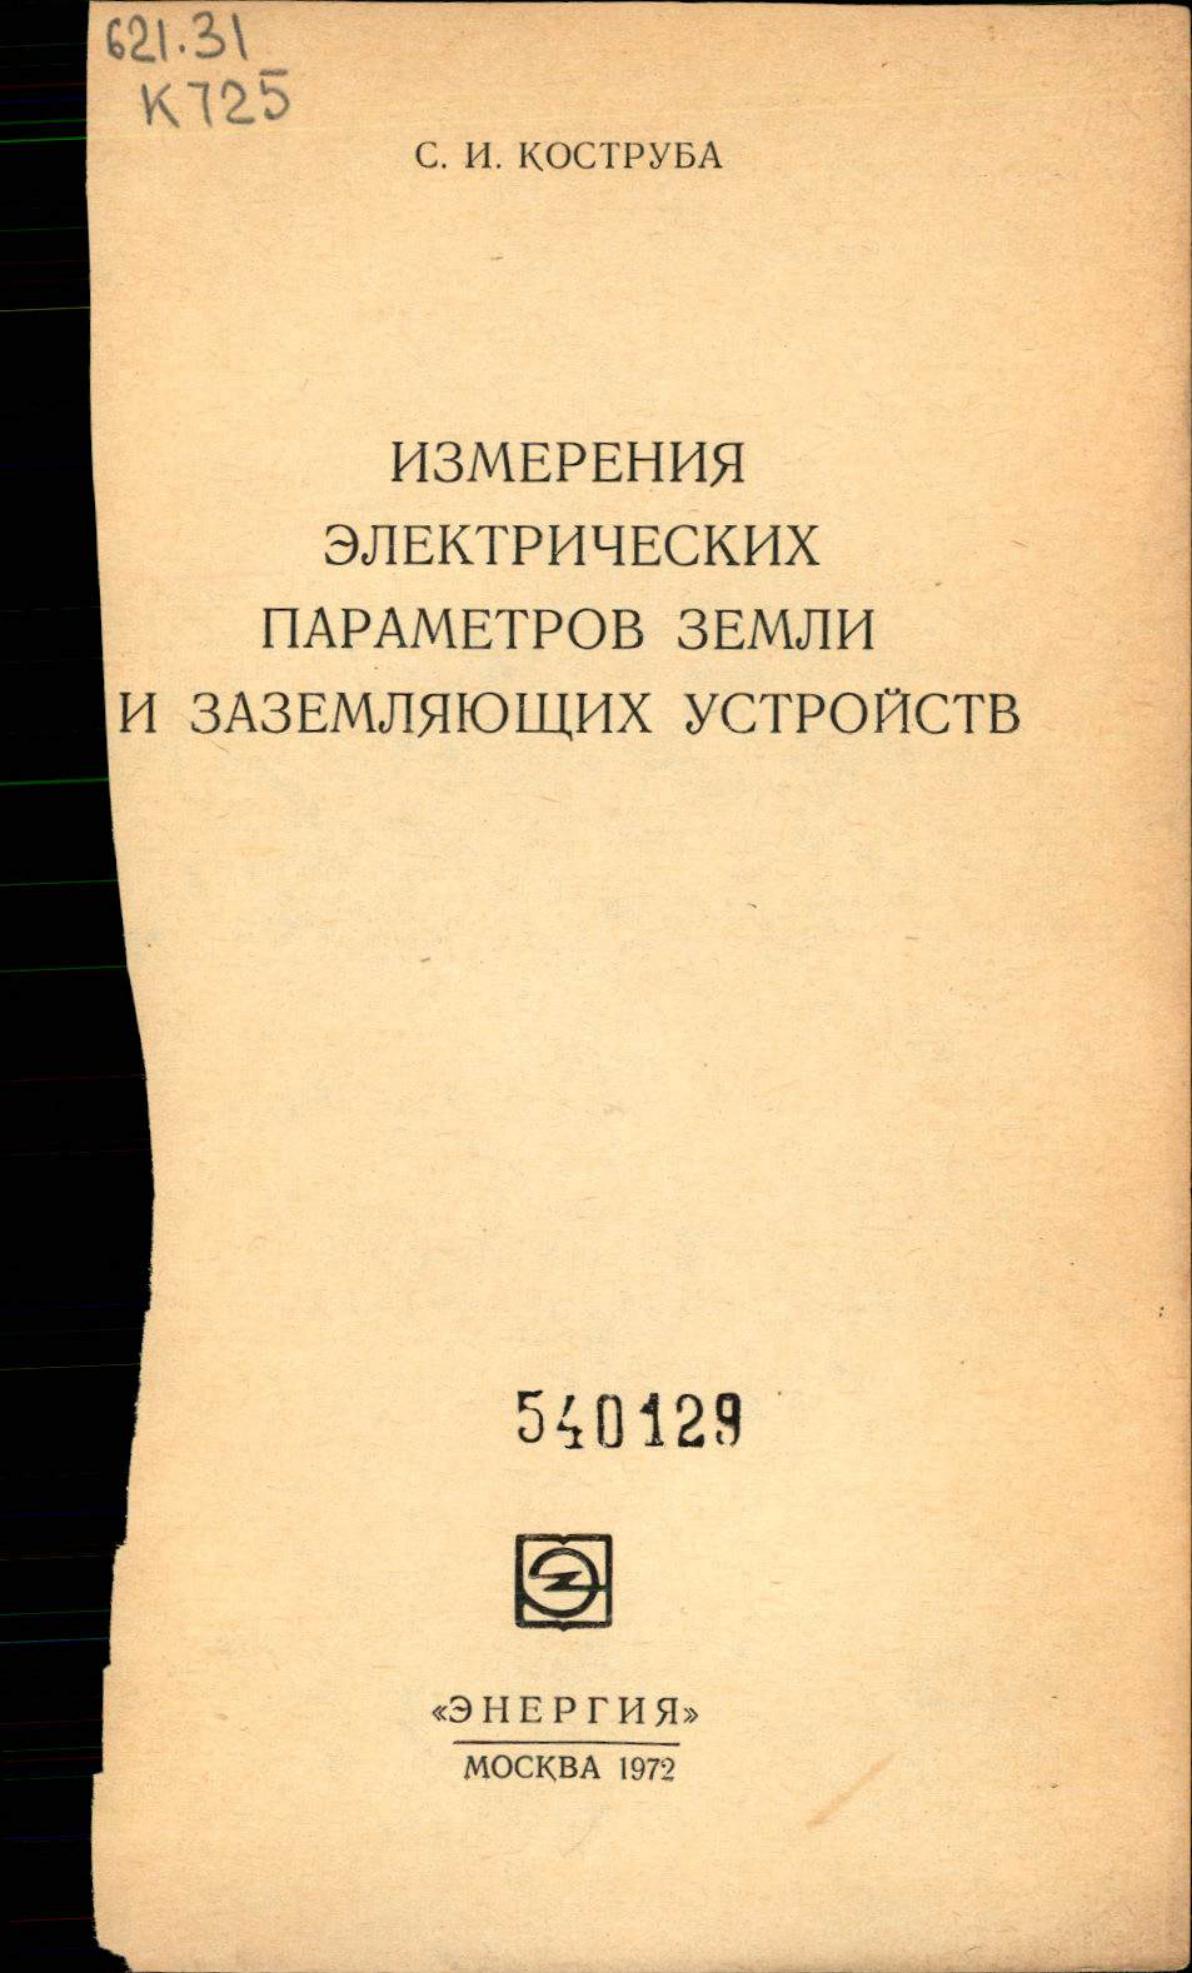 621.31
К725
С. И. КОСТРУБА
ИЗМЕРЕНИЯ
ЭЛЕКТРИЧЕСКИХ
ПАРАМЕТРОВ ЗЕМЛИ
И ЗАЗЕМЛЯЮЩИХ УСТРОЙСТВ
540129
«ЭНЕРГИЯ»
МОСКВА 1972